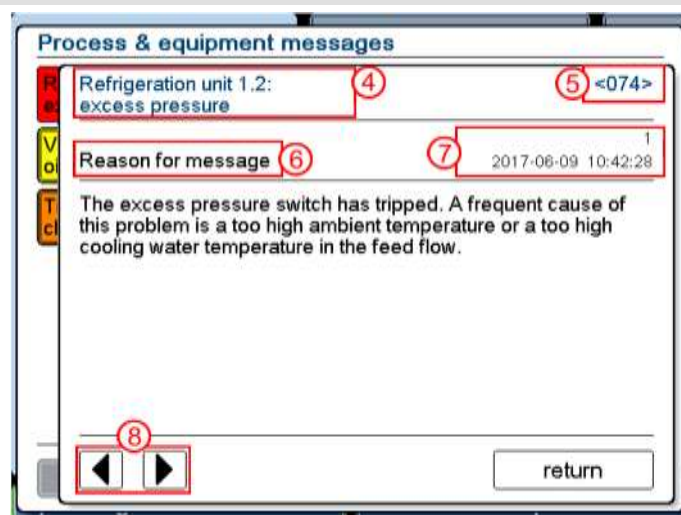 Process & equipment messages
Refrigeration unit 1.2:
excess pressure
4
5
<074>
Reason for message
6
7
1
2017-06-09 10:42:28
The excess pressure switch has tripped. A frequent cause of
this problem is a too high ambient temperature or a too high
cooling water temperature in the feed flow.
8
return